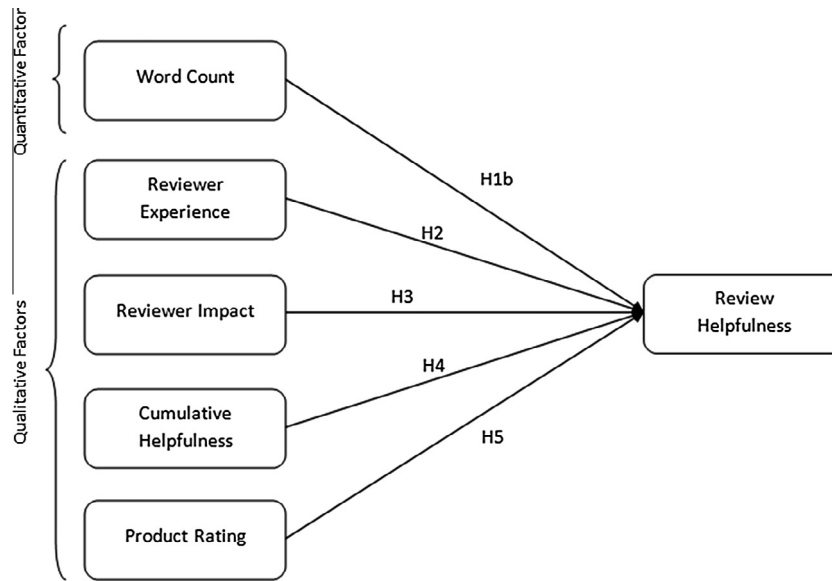 Quantitative Factor
Word Count
H1b
Reviewer
Experience
H2
Reviewer Impact
H3
Review
Helpfulness
Qualitative Factors
Cumulative
Helpfulness
H4
H5
Product Rating